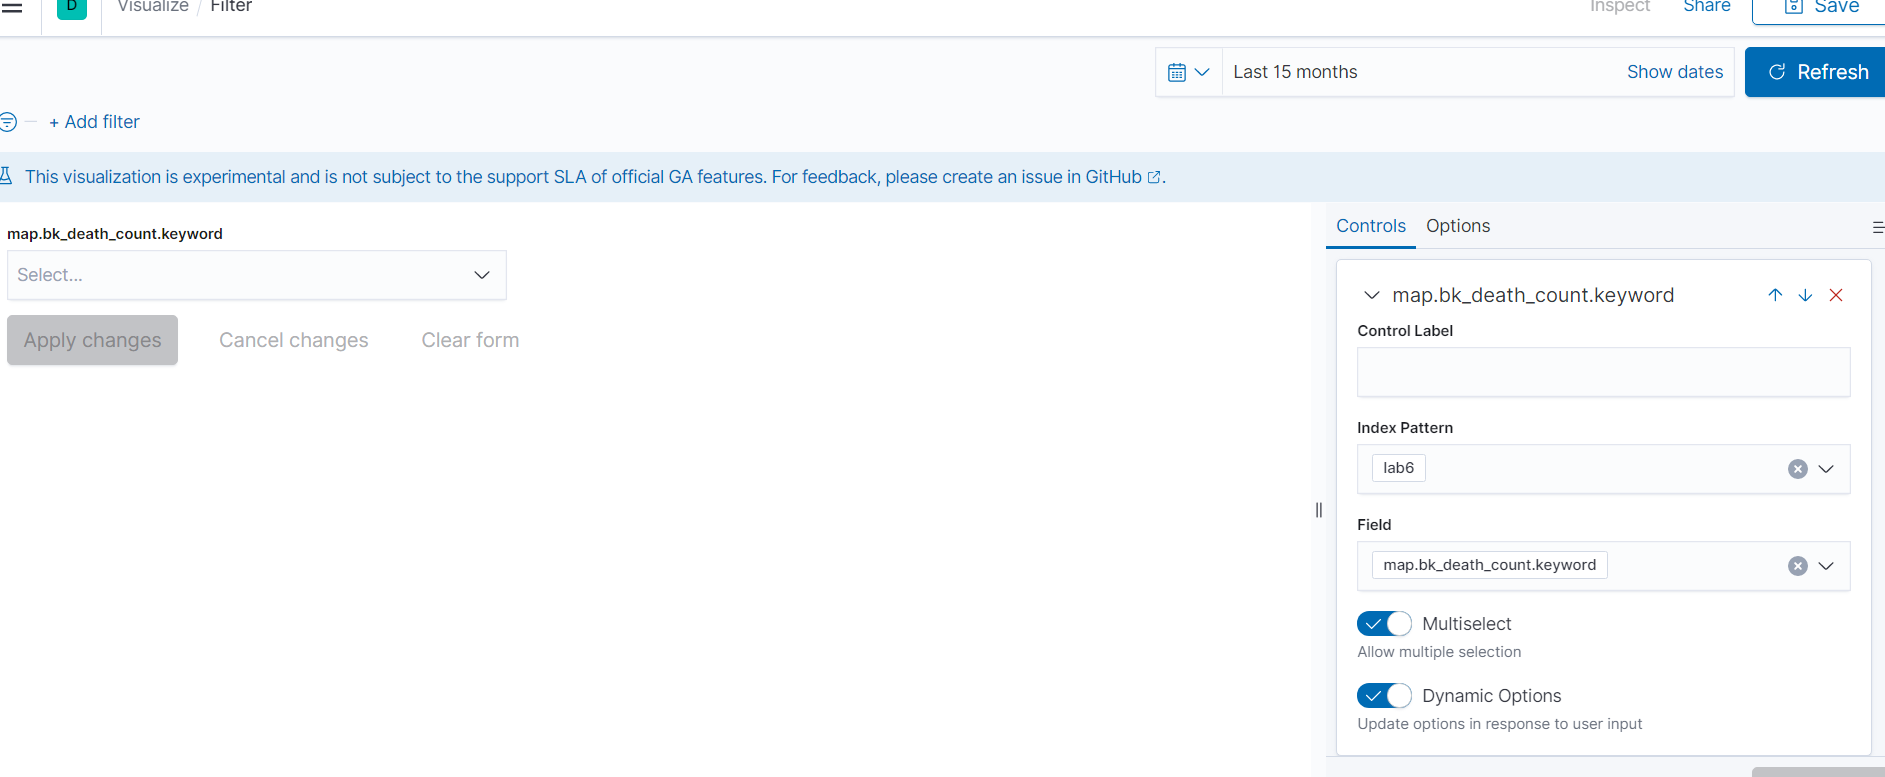 D Visualize / Filter Inspect Share Save
Last 15 months Show dates Refresh
+ Add filter
This visualization is experimental and is not subject to the support SLA of official GA features. For feedback, please create an issue in GitHub.
map.bk_death_count.keyword
Select...
Apply changes Cancel changes Clear form
Controls Options
map.bk_death_count.keyword
Control Label
Index Pattern
lab6
Field
map.bk_death_count.keyword
Multiselect
Allow multiple selection
Dynamic Options
Update options in response to user input